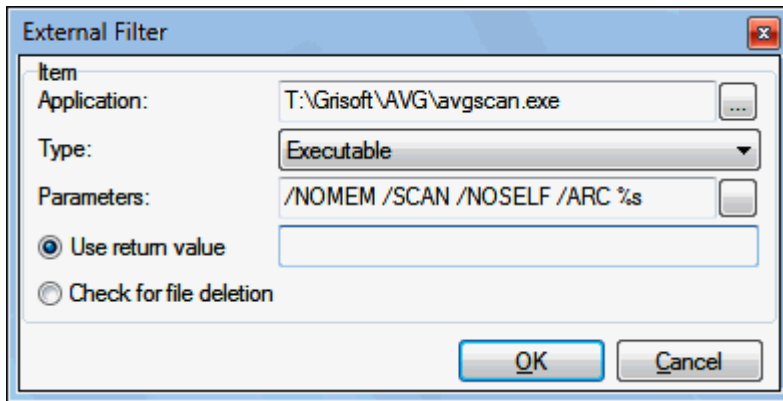 External Filter
Item
Application: T:\Grisoft\AVG\avgscan.exe ...
Type: Executable
Parameters: /NOMEM /SCAN /NOSELF /ARC %s
Use return value
Check for file deletion
OK Cancel